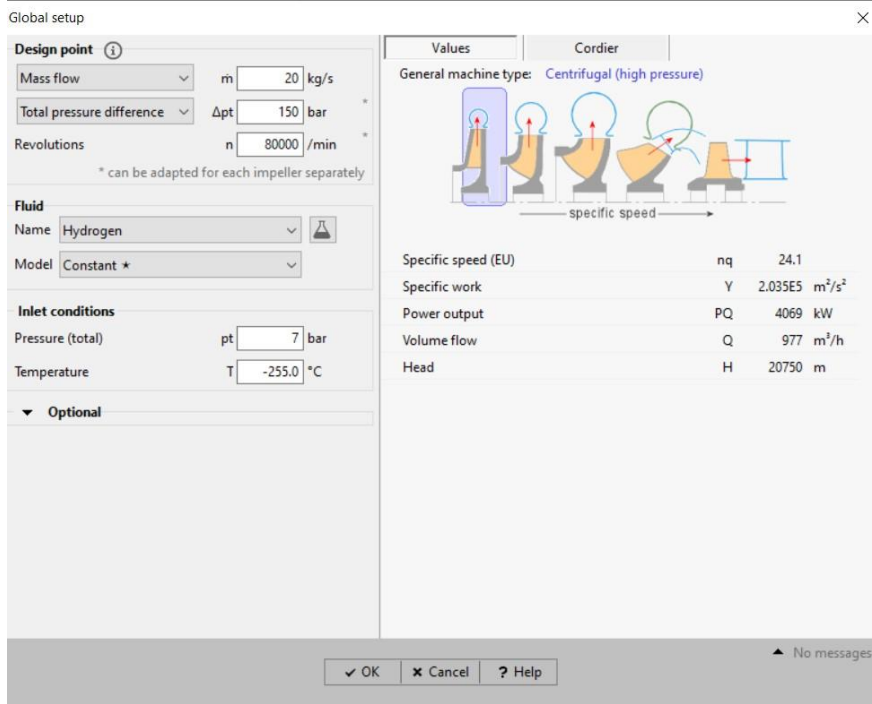 Global setup
Design point
Mass flow ṁ 20 kg/s
Total pressure difference Δpt 150 bar *
Revolutions n 80000 /min *
* can be adapted for each impeller separately
Fluid
Name Hydrogen
Model Constant ★
Inlet conditions
Pressure (total) pt 7 bar
Temperature T -255.0 °C
Optional
Values Cordier
General machine type: Centrifugal (high pressure)
specific speed
Specific speed (EU) nq 24.1
Specific work Y 2.035E5 m²/s²
Power output PQ 4069 kW
Volume flow Q 977 m³/h
Head H 20750 m
No messages
OK Cancel ? Help